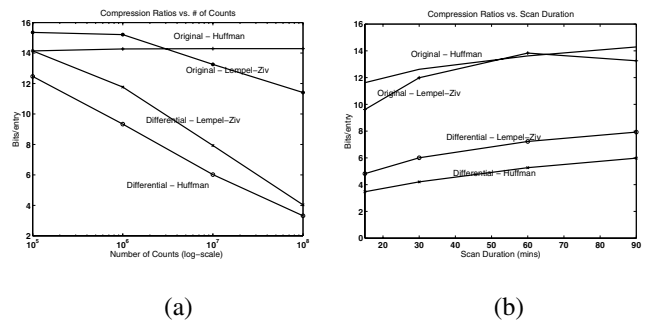 Compression Ratios vs. # of Counts
16
14
12
10
8
6
4
2
Bits/entry
Original − Huffman
Original − Lempel−Ziv
Differential − Lempel−Ziv
Differential − Huffman
10^5
10^6
10^7
10^8
Number of Counts (log−scale)
(a)
Compression Ratios vs. Scan Duration
16
14
12
10
8
6
4
2
0
Bits/entry
Original − Huffman
Original − Lempel−Ziv
Differential − Lempel−Ziv
Differential − Huffman
20 30 40 50 60 70 80 90
Scan Duration (mins)
(b)